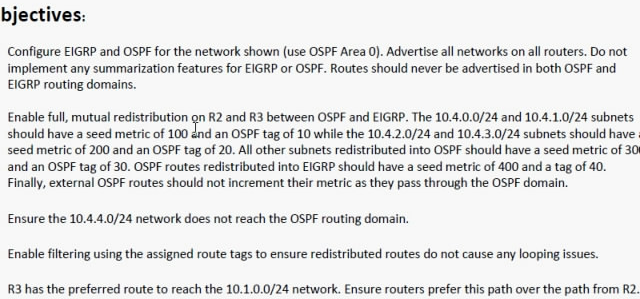 bjectives:
Configure EIGRP and OSPF for the network shown (use OSPF Area 0). Advertise all networks on all routers. Do not
implement any summarization features for EIGRP or OSPF. Routes should never be advertised in both OSPF and
EIGRP routing domains.
Enable full, mutual redistribution on R2 and R3 between OSPF and EIGRP. The 10.4.0.0/24 and 10.4.1.0/24 subnets
should have a seed metric of 100 and an OSPF tag of 10 while the 10.4.2.0/24 and 10.4.3.0/24 subnets should have a
seed metric of 200 and an OSPF tag of 20. All other subnets redistributed into OSPF should have a seed metric of 300
and an OSPF tag of 30. OSPF routes redistributed into EIGRP should have a seed metric of 400 and a tag of 40.
Finally, external OSPF routes should not increment their metric as they pass through the OSPF domain.
Ensure the 10.4.4.0/24 network does not reach the OSPF routing domain.
Enable filtering using the assigned route tags to ensure redistributed routes do not cause any looping issues.
R3 has the preferred route to reach the 10.1.0.0/24 network. Ensure routers prefer this path over the path from R2.